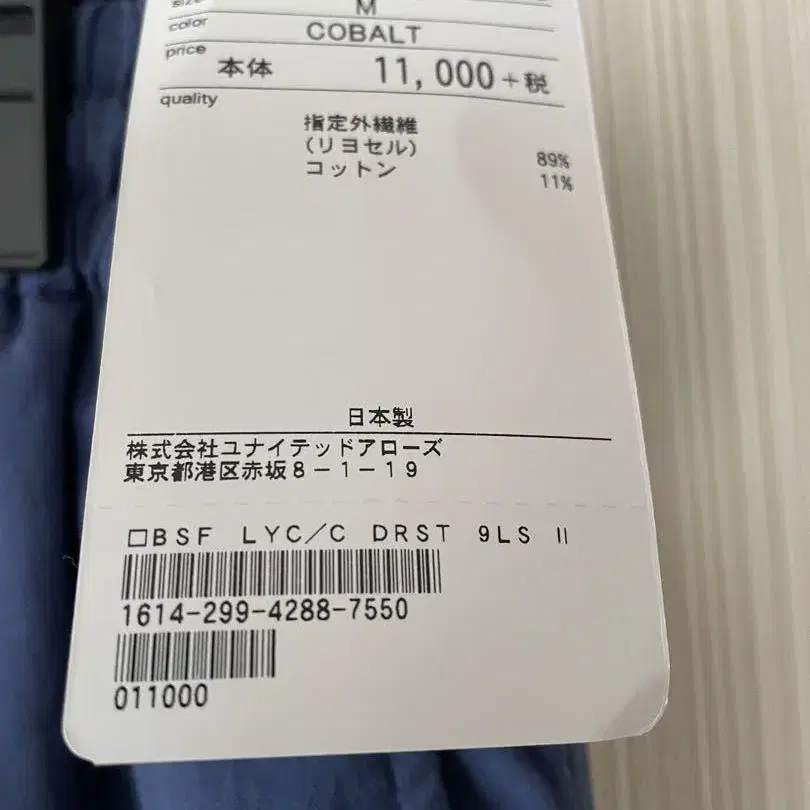 size M
color COBALT
price 本体 11,000+税
quality
指定外繊維
(リヨセル) 89%
コットン 11%
日本製
株式会社ユナイテッドアローズ
東京都港区赤坂8-1-19
□BSF LYC/C DRST 9LS II
1614-299-4288-7550
011000